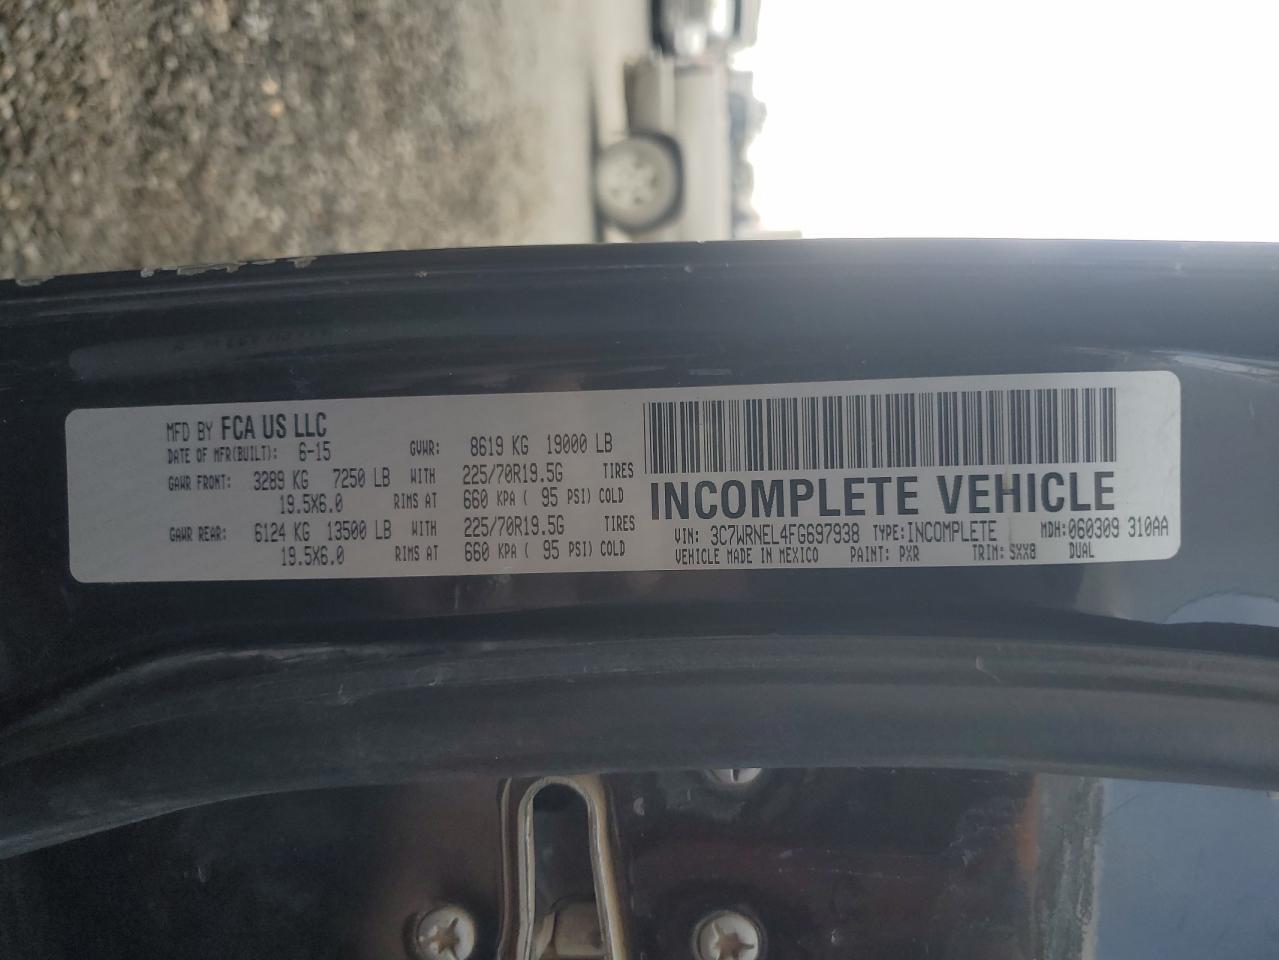 MFD BY FCA US LLC
DATE OF MFR(BUILT): 6-15 GVWR: 8619 KG 19000 LB
GAWR FRONT: 3289 KG 7250 LB WITH 225/70R19.5G TIRES
19.5X6.0 RIMS AT 660 KPA ( 95 PSI) COLD
GAWR REAR: 6124 KG 13500 LB WITH 225/70R19.5G TIRES
19.5X6.0 RIMS AT 660 KPA ( 95 PSI) COLD
INCOMPLETE VEHICLE
VIN: 3C7WRNEL4FG697938 TYPE: INCOMPLETE MDH: 060309 310AA
VEHICLE MADE IN MEXICO PAINT: PXR TRIM: SXX8 DUAL